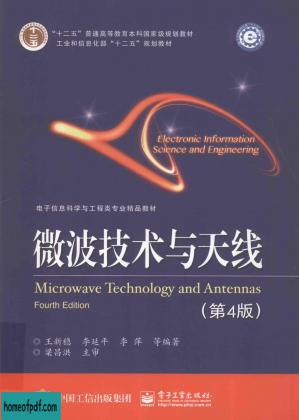 “十二五”普通高等教育本科国家级规划教材
工业和信息化部“十二五”规划教材
Electronic Information
Science and Engineering
电子信息科学与工程类专业精品教材
微波技术与天线
Microwave Technology and Antennas
Fourth Edition
(第4版)
王新稳 李延平 李萍 等编著
梁昌洪 主审
中国工信出版集团
电子工业出版社
homeofpdf.com